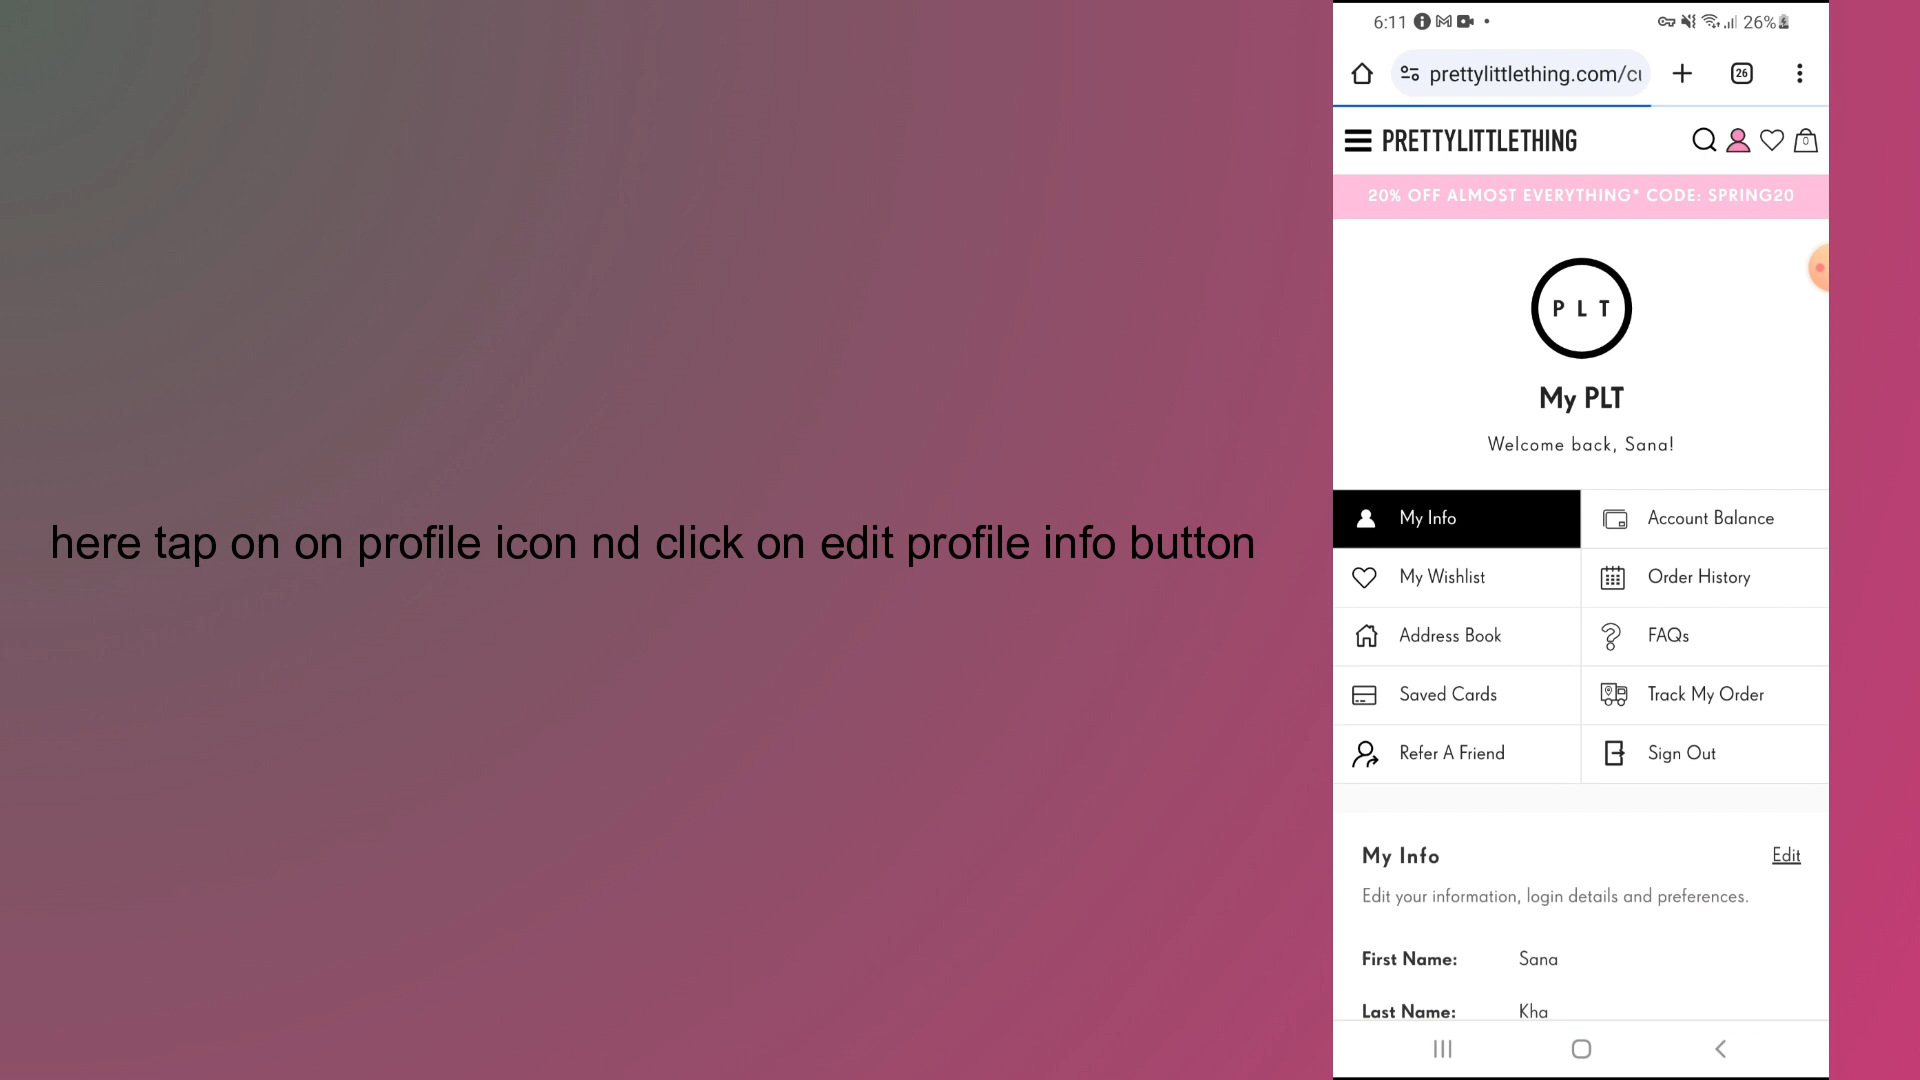 here tap on on profile icon nd click on edit profile info button
6:11
26%
prettylittlething.com/cu
26
PRETTYLITTLETHING
0
20% OFF ALMOST EVERYTHING* CODE: SPRING20
PLT
My PLT
Welcome back, Sana!
My Info
Account Balance
My Wishlist
Order History
Address Book
FAQs
Saved Cards
Track My Order
Refer A Friend
Sign Out
My Info
Edit
Edit your information, login details and preferences.
First Name: Sana
Last Name: Kha